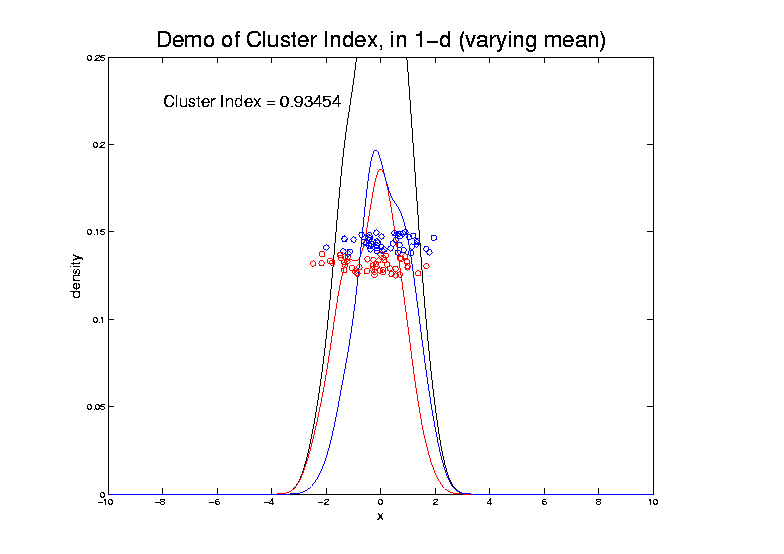 Demo of Cluster Index, in 1-d (varying mean)
0.25
Cluster Index = 0.93454
0.2
0.15
density
0.1
0.05
0
-10 -8 -6 -4 -2 0 2 4 6 8 10
x